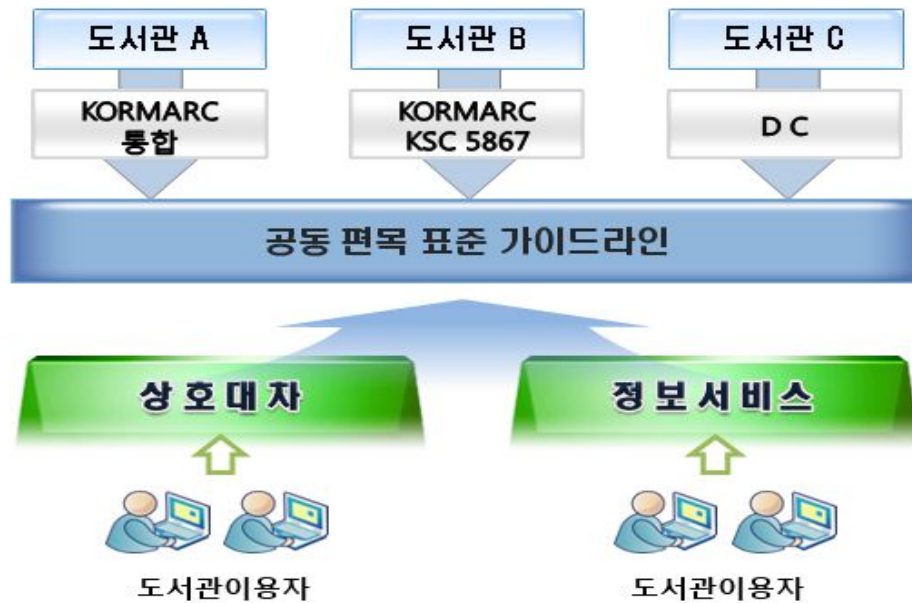 도서관 A
도서관 B
도서관 C
KORMARC
통합
KORMARC
KSC 5867
D C
공동 편목 표준 가이드라인
상호대차
정보서비스
도서관이용자
도서관이용자